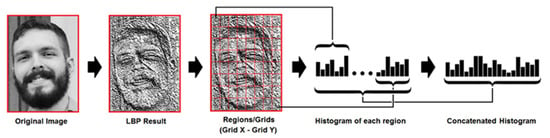 Original Image
LBP Result
Regions/Grids
(Grid X - Grid Y)
Histogram of each region
Concatenated Histogram